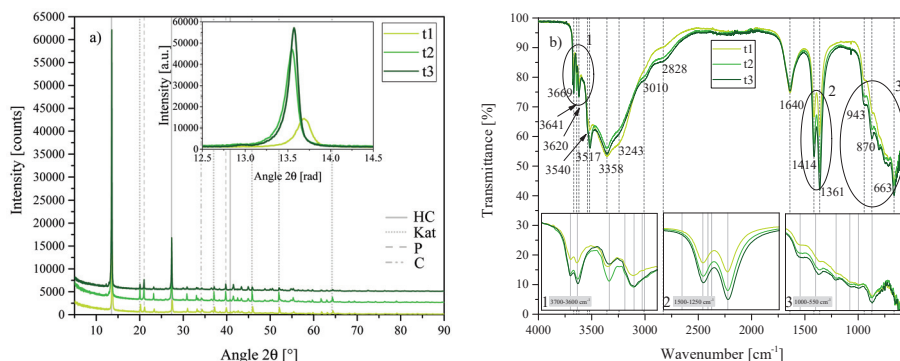 a)
Intensity [counts]
65000
60000
55000
50000
45000
40000
35000
30000
25000
20000
15000
10000
5000
0
10 20 30 40 50 60 70 80 90
Angle 2θ [°]
t1
t2
t3
Intensity [a.u.]
60000
50000
40000
30000
20000
10000
0
12.5 13.0 13.5 14.0 14.5
Angle 2θ [rad]
HC
Kat
P
C
b)
Transmittance [%]
100
90
80
70
60
50
40
30
20
10
0
4000 3500 3000 2500 2000 1500 1000
Wavenumber [cm-1]
t1
t2
t3
1
2
3
3669
3641
3620
3540
3517
3358
3243
3010
2828
1640
1414
1361
943
870
663
1 3700-3600 cm-1
2 1500-1250 cm-1
3 1000-550 cm-1